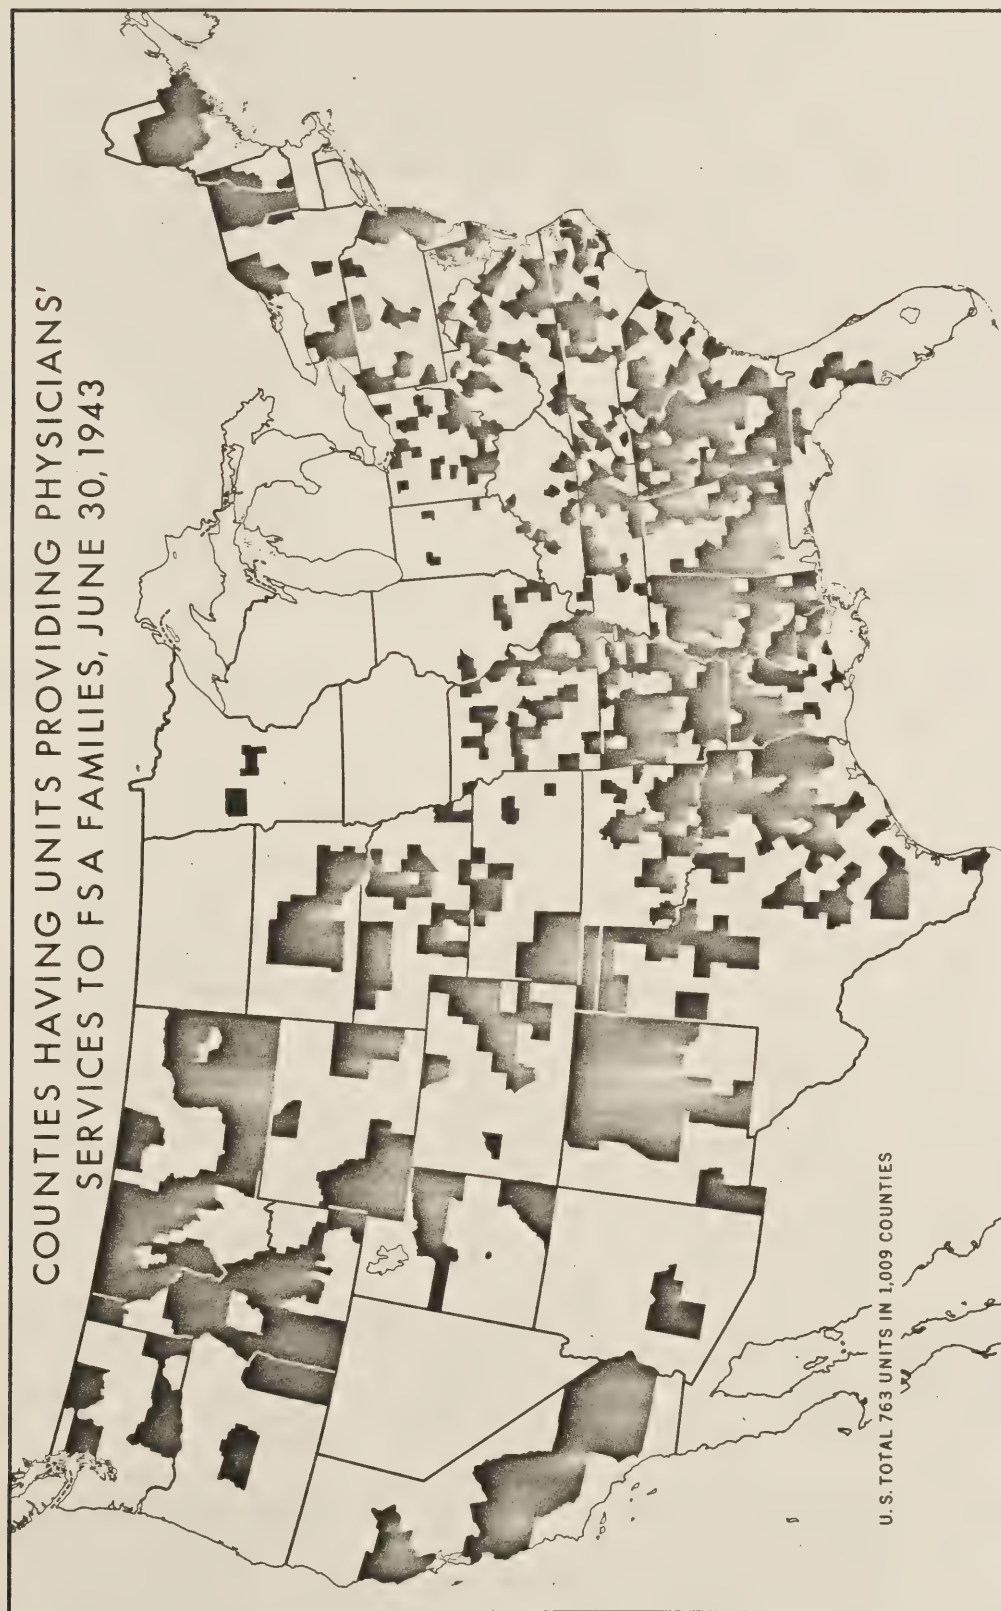 COUNTIES HAVING UNITS PROVIDING PHYSICIANS'
SERVICES TO FSA FAMILIES, JUNE 30, 1943
U.S. TOTAL 763 UNITS IN 1,009 COUNTIES